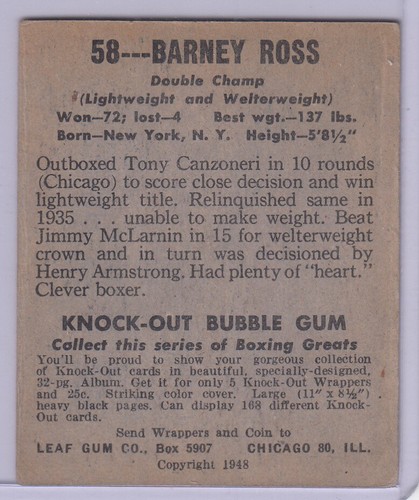 58---BARNEY ROSS
Double Champ
(Lightweight and Welterweight)
Won—72; lost—4 Best wgt.—137 lbs.
Born—New York, N. Y. Height—5'8½"
Outboxed Tony Canzoneri in 10 rounds
(Chicago) to score close decision and win
lightweight title. Relinquished same in
1935 . . . unable to make weight. Beat
Jimmy McLarnin in 15 for welterweight
crown and in turn was decisioned by
Henry Armstrong. Had plenty of "heart."
Clever boxer.
KNOCK-OUT BUBBLE GUM
Collect this series of Boxing Greats
You'll be proud to show your gorgeous collection
of Knock-Out cards in beautiful, specially-designed,
32-pg. Album. Get it for only 5 Knock-Out Wrappers
and 25c. Striking color cover. Large (11" x 8½")
heavy black pages. Can display 168 different Knock-
Out cards.
Send Wrappers and Coin to
LEAF GUM CO., Box 5907 CHICAGO 80, ILL.
Copyright 1948